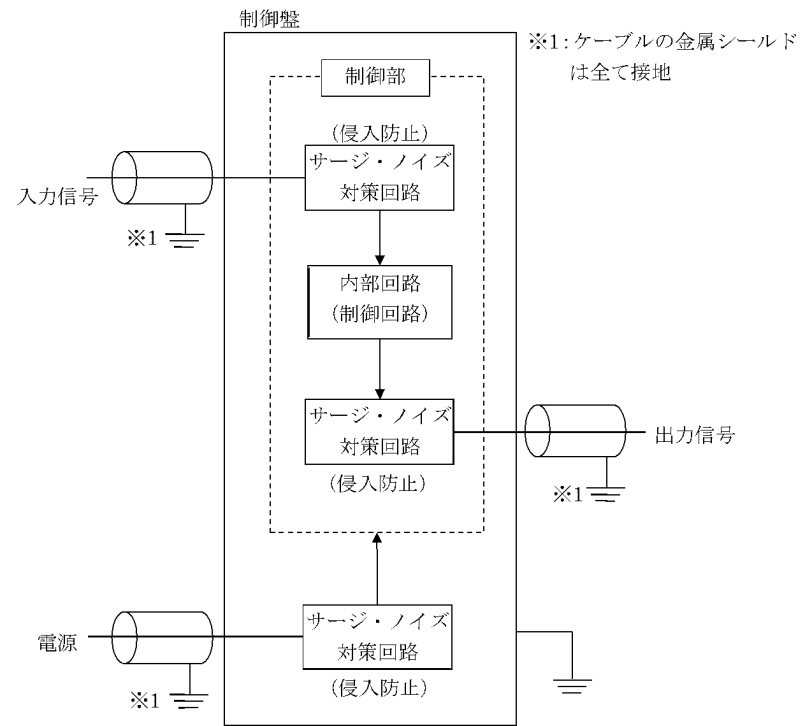 制御盤
※1:ケーブルの金属シールド
は全て接地
制御部
(侵入防止)
サージ・ノイズ
対策回路
入力信号
※1
内部回路
(制御回路)
サージ・ノイズ
対策回路
(侵入防止)
出力信号
※1
サージ・ノイズ
対策回路
(侵入防止)
電源
※1